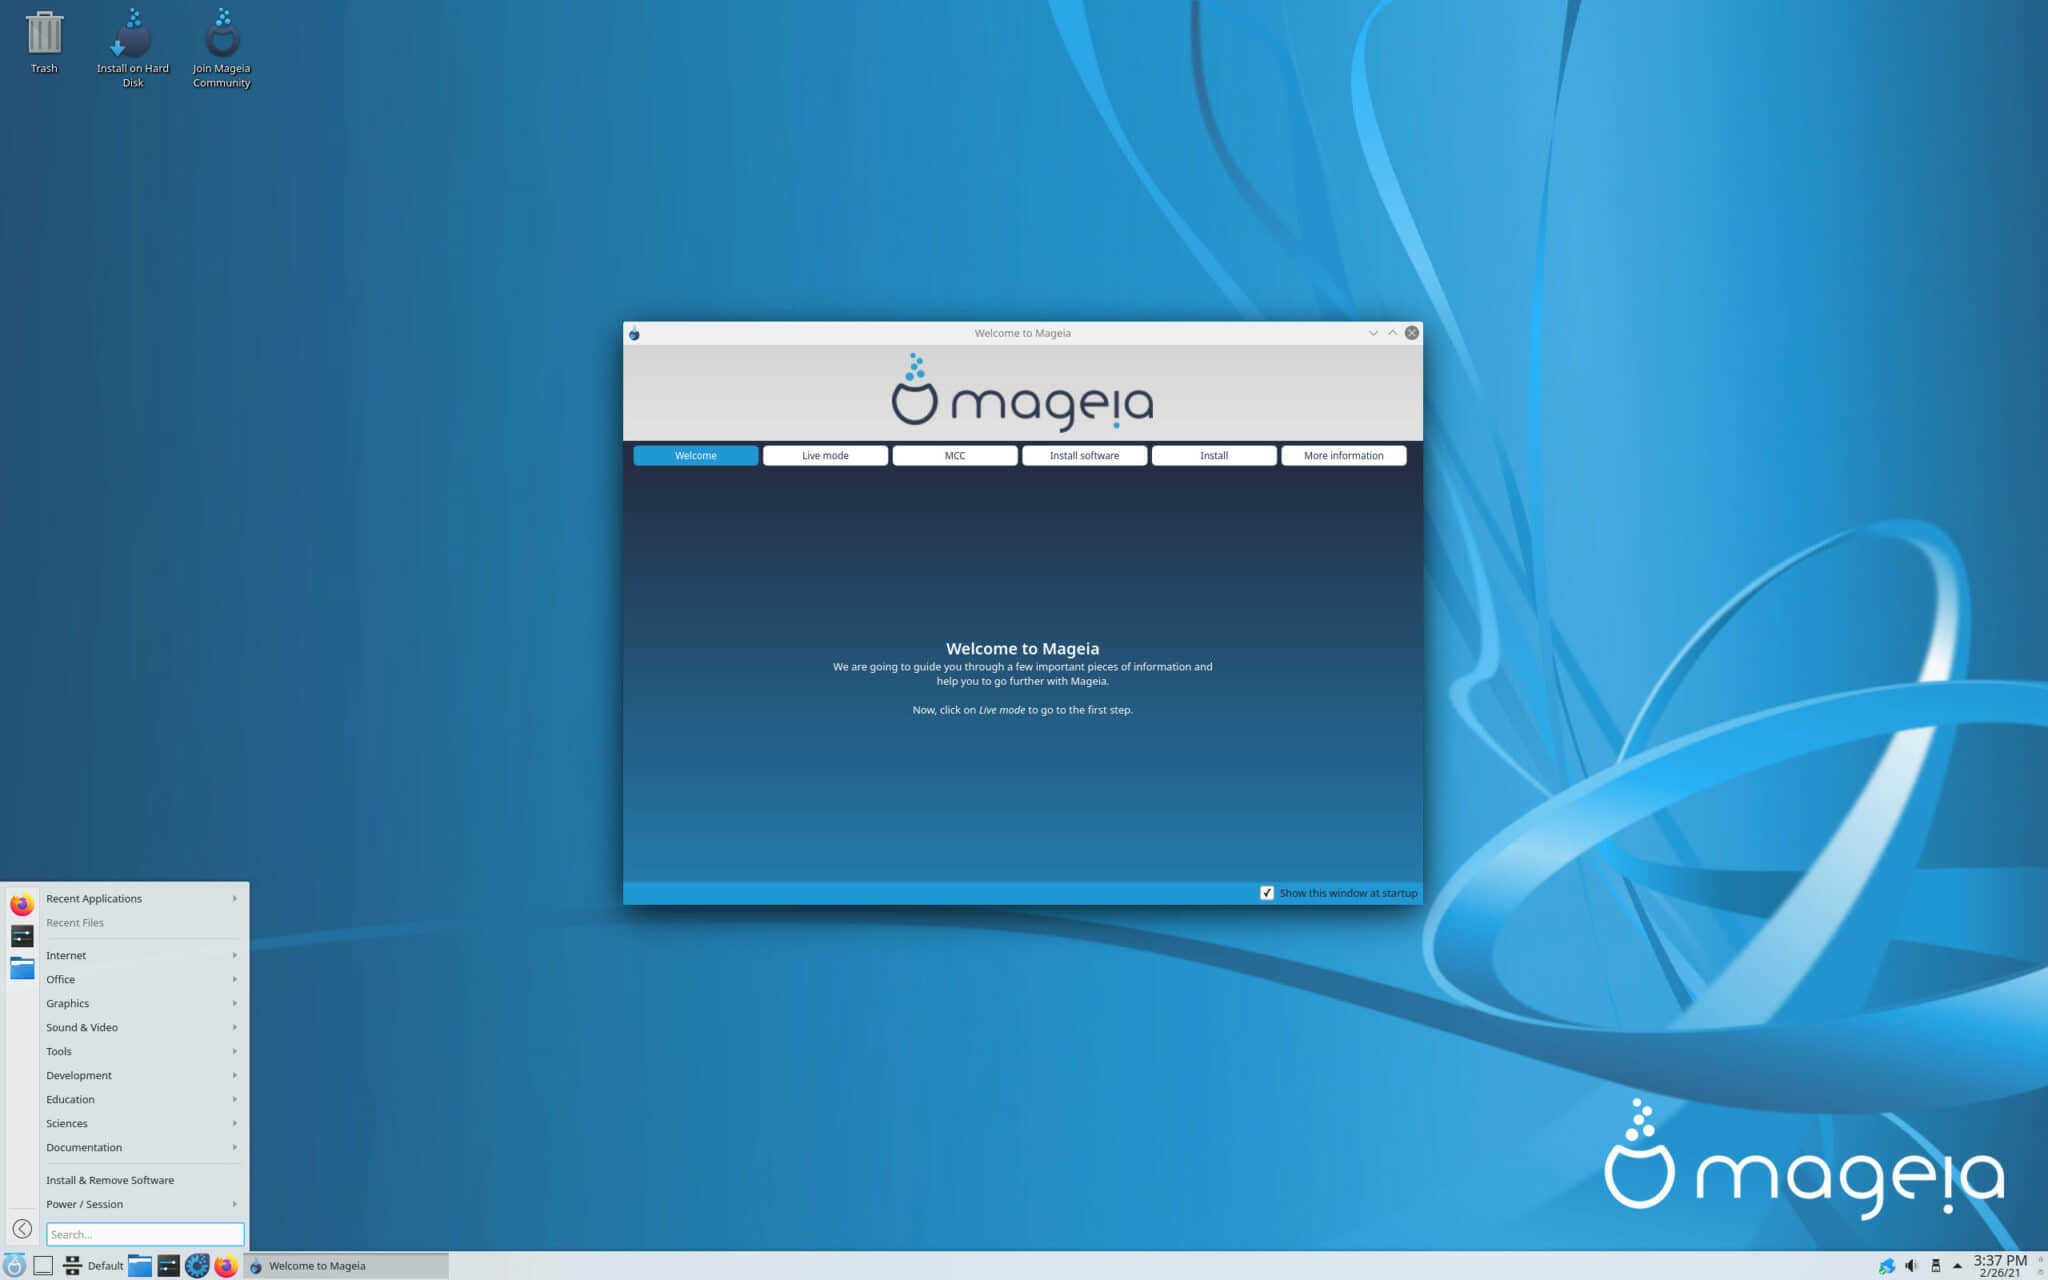 Trash
Install on Hard
Disk
Join Mageia
Community
Welcome to Mageia
mageia
Welcome
Live mode
MCC
Install software
Install
More information
Welcome to Mageia
We are going to guide you through a few important pieces of information and
help you to go further with Mageia.
Now, click on Live mode to go to the first step.
Show this window at startup
Recent Applications
Recent Files
Internet
Office
Graphics
Sound & Video
Tools
Development
Education
Sciences
Documentation
Install & Remove Software
Power / Session
Search...
mageia
Default
Welcome to Mageia
3:37 PM
2/26/21